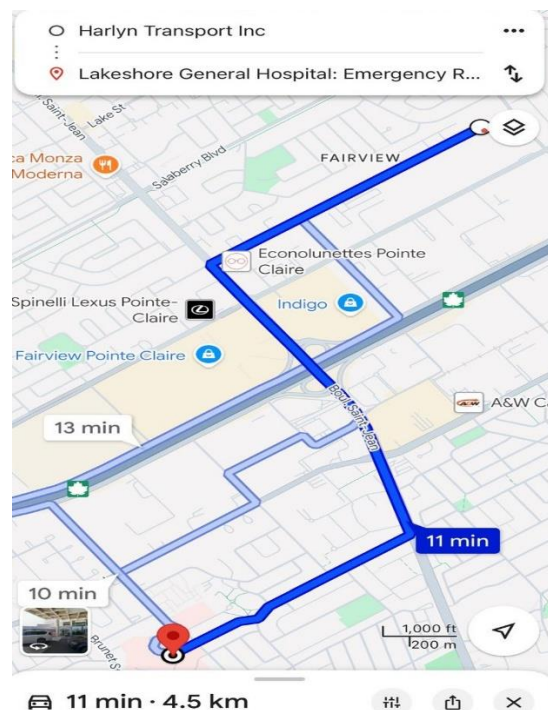 Harlyn Transport Inc
Lakeshore General Hospital: Emergency R...
Boul. Saint-Jean
Lake St
Salaberry Blvd
FAIRVIEW
ca Monza
Moderna
Econolunettes Pointe
Claire
Spinelli Lexus Pointe-
Claire
Indigo
Fairview Pointe Claire
A&W C
Boul Saint-Jean
13 min
11 min
10 min
Brunet S
1,000 ft
200 m
11 min · 4.5 km